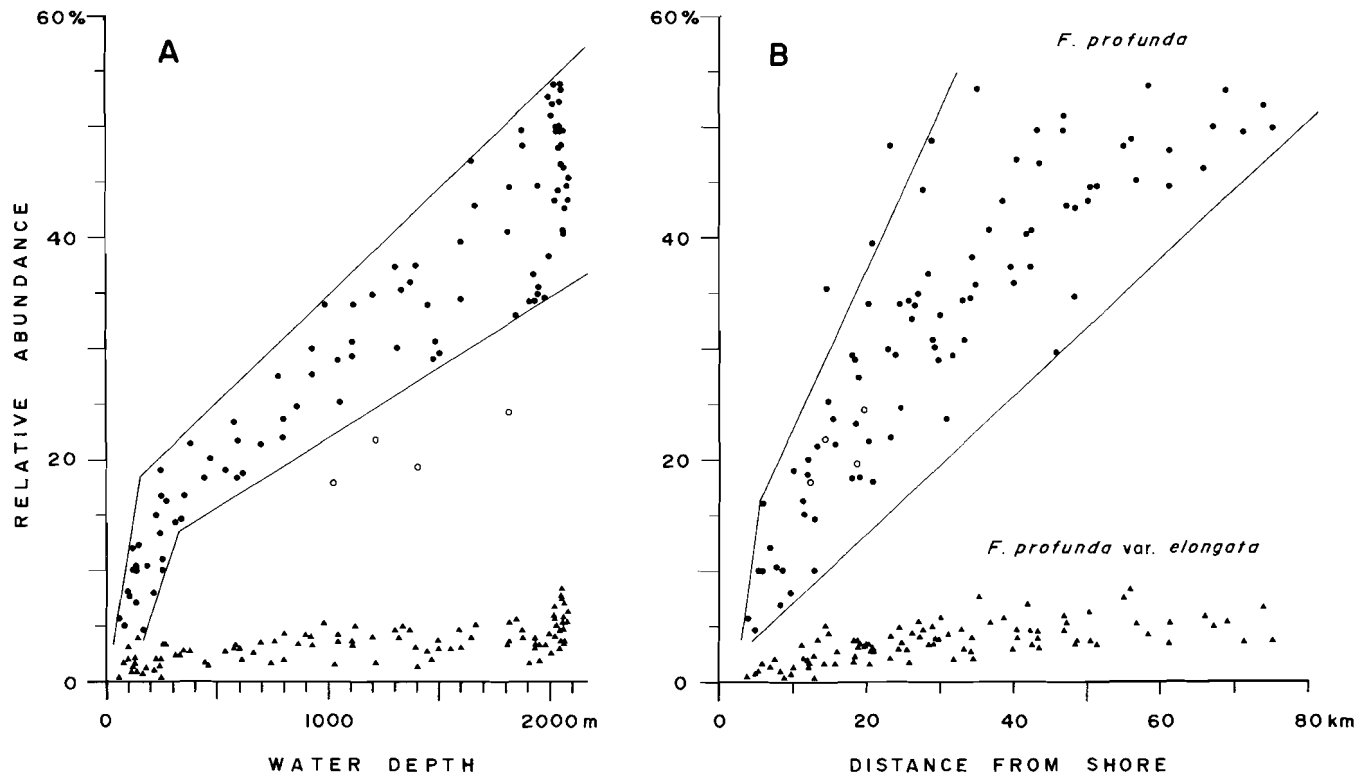 RELATIVE ABUNDANCE
60%
40
20
0
A
0 1000 2000 m
WATER DEPTH
60%
40
20
0
B
F. profunda
F. profunda var. elongata
0 20 40 60 80 km
DISTANCE FROM SHORE